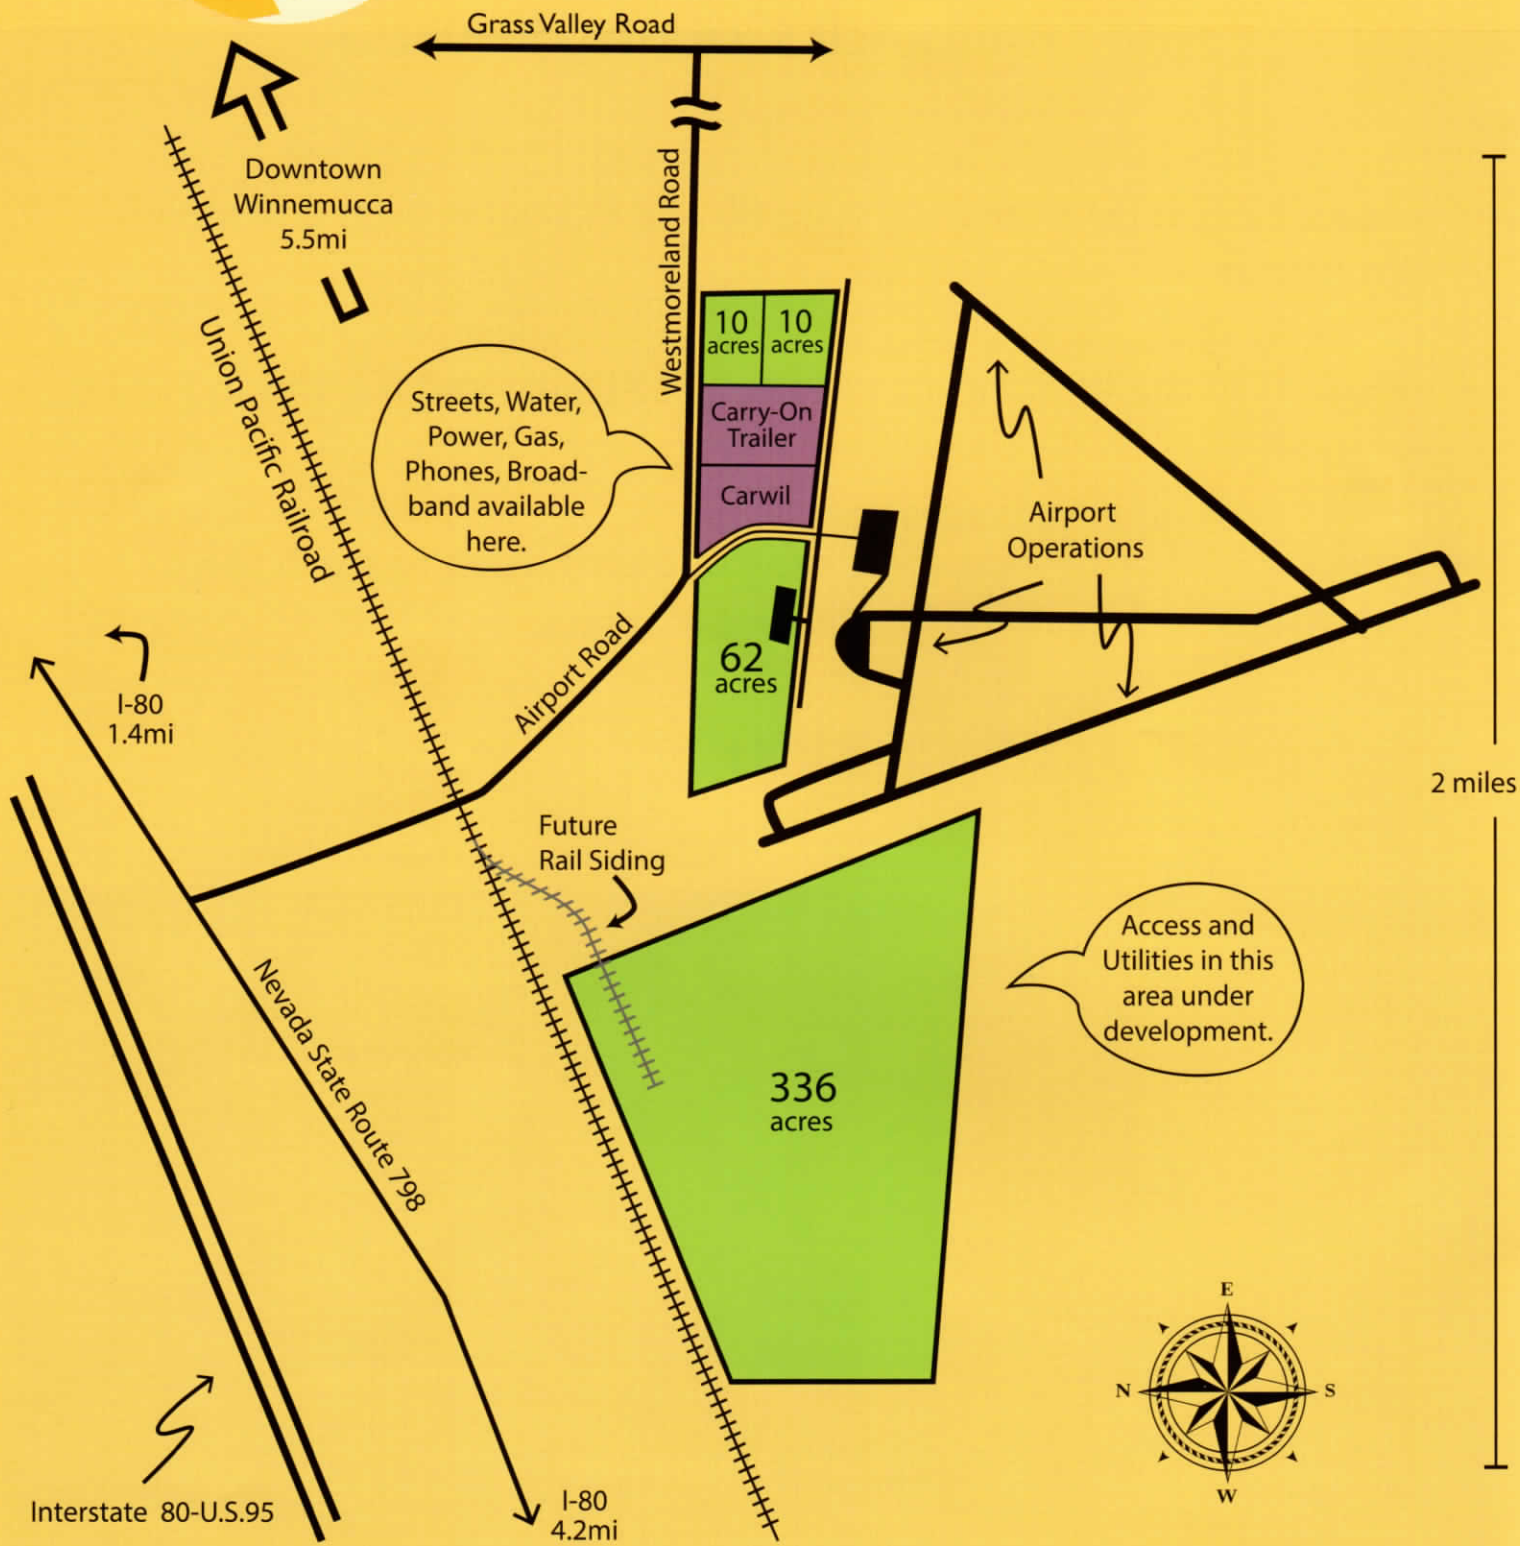 Grass Valley Road
Downtown
Winnemucca
5.5mi
Westmoreland Road
Union Pacific Railroad
10
acres
10
acres
Streets, Water,
Power, Gas,
Phones, Broad-
band available
here.
Carry-On
Trailer
Carwil
Airport
Operations
62
acres
Airport Road
I-80
1.4mi
2 miles
Future
Rail Siding
Access and
Utilities in this
area under
development.
Nevada State Route 798
336
acres
E
N
S
W
Interstate 80-U.S.95
I-80
4.2mi